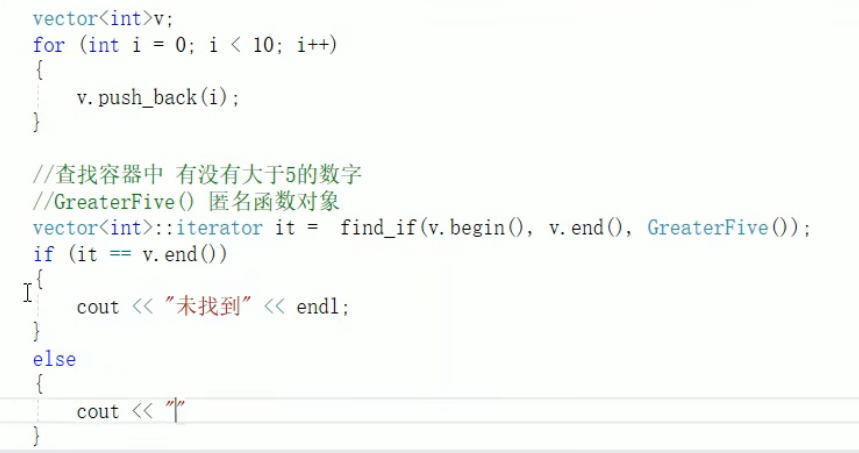 vector<int>v;
for (int i = 0; i < 10; i++)
{
    v.push_back(i);
}
//查找容器中 有没有大于5的数字
//GreaterFive() 匿名函数对象
vector<int>::iterator it =  find_if(v.begin(), v.end(), GreaterFive());
if (it == v.end())
{
    cout << "未找到" << endl;
}
else
{
    cout << ""
}